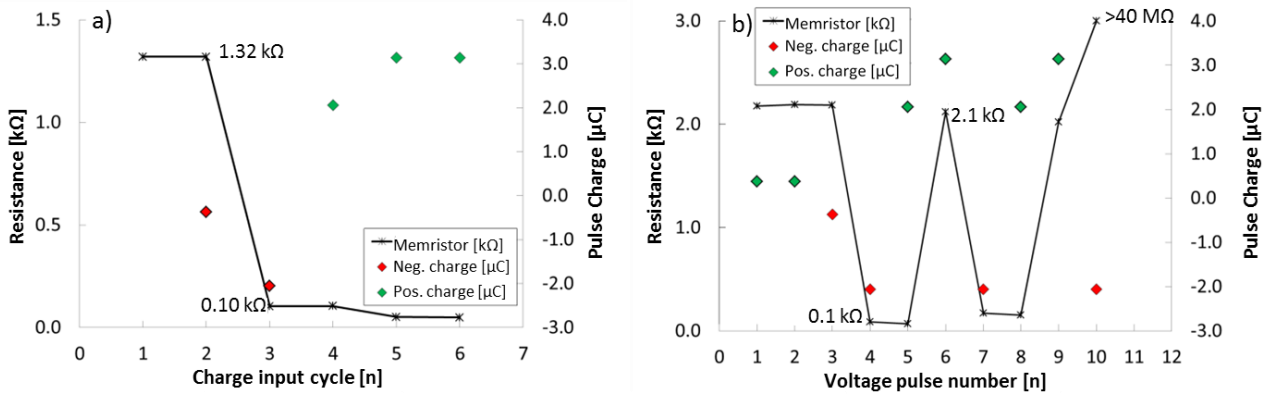 a)
1.5
1.0
0.5
0.0
Resistance [kΩ]
4.0
3.0
2.0
1.0
0.0
-1.0
-2.0
-3.0
Pulse Charge [µC]
1.32 kΩ
0.10 kΩ
Memristor [kΩ]
Neg. charge [µC]
Pos. charge [µC]
0 1 2 3 4 5 6 7
Charge input cycle [n]
b)
3.0
2.0
1.0
0.0
Resistance [kΩ]
Memristor [kΩ]
Neg. charge [µC]
Pos. charge [µC]
>40 MΩ
2.1 kΩ
0.1 kΩ
4.0
3.0
2.0
1.0
0.0
-1.0
-2.0
-3.0
Pulse Charge [µC]
0 1 2 3 4 5 6 7 8 9 10 11 12
Voltage pulse number [n]